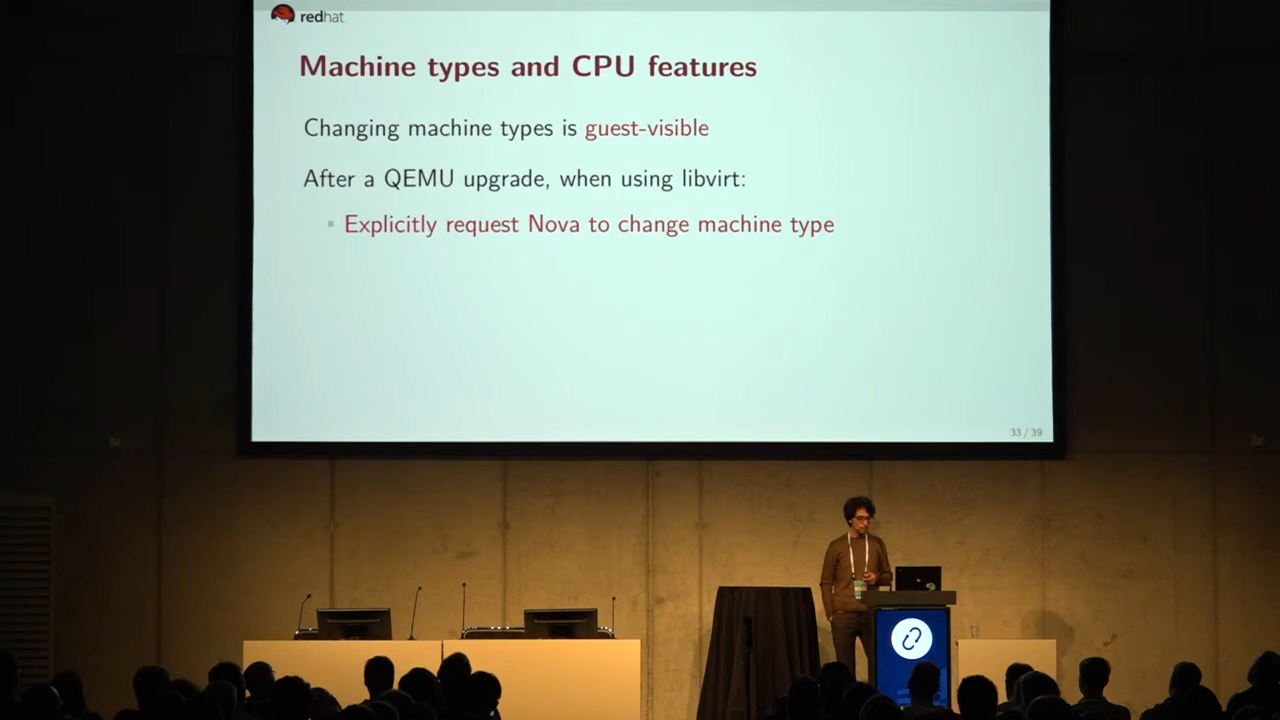 redhat.
Machine types and CPU features
Changing machine types is guest-visible
After a QEMU upgrade, when using libvirt:
Explicitly request Nova to change machine type
33 / 39